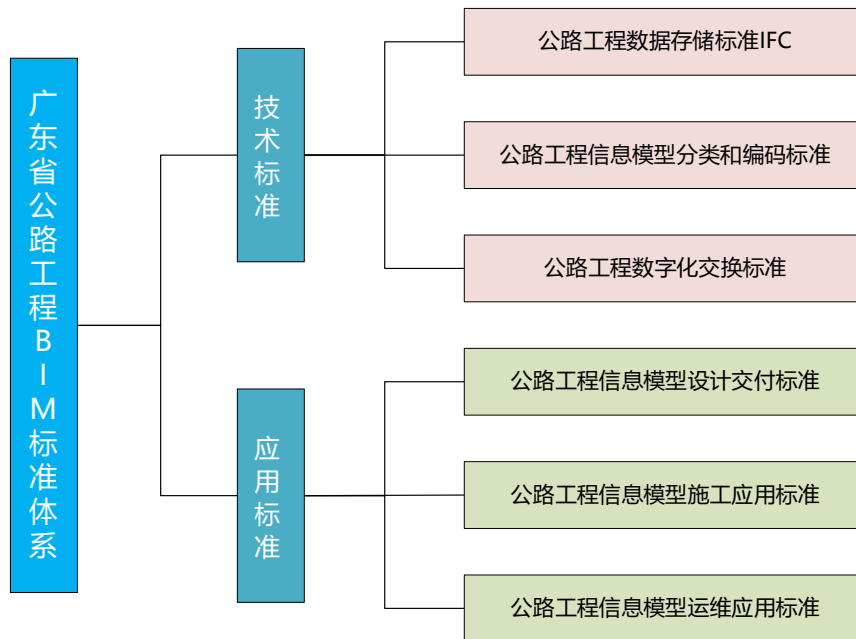 广东省公路工程BIM标准体系
技术标准
公路工程数据存储标准IFC
公路工程信息模型分类和编码标准
公路工程数字化交换标准
应用标准
公路工程信息模型设计交付标准
公路工程信息模型施工应用标准
公路工程信息模型运维应用标准